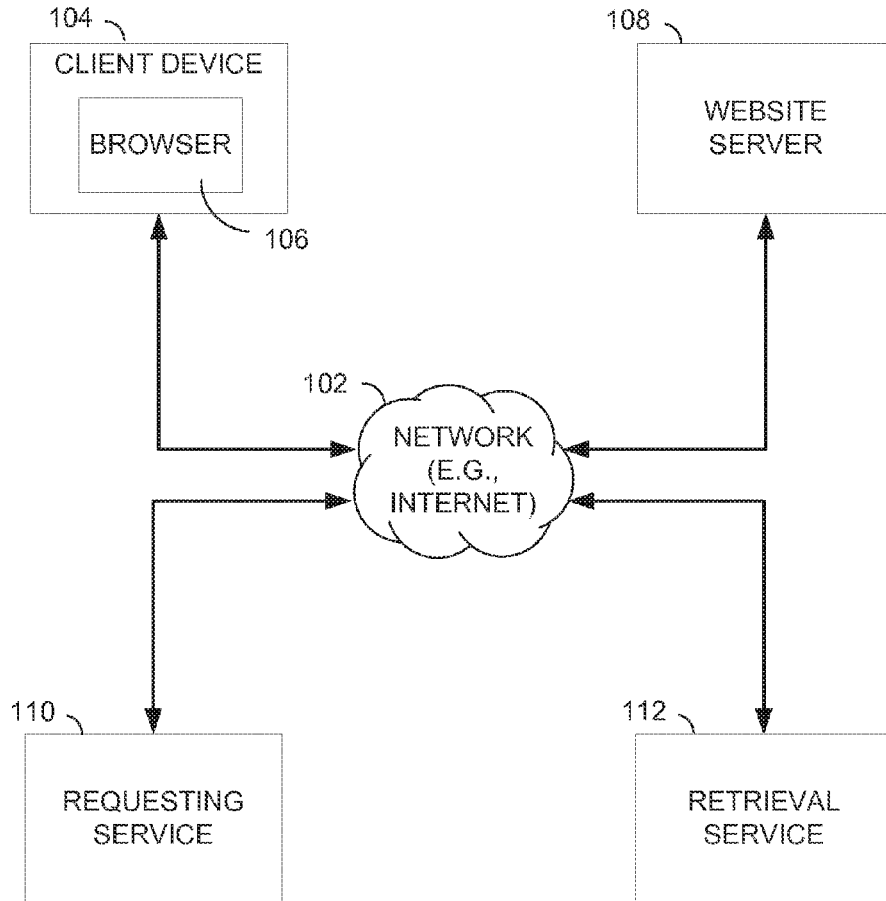 104
CLIENT DEVICE
BROWSER
106
108
WEBSITE
SERVER
102
NETWORK
(E.G.,
INTERNET)
110
REQUESTING
SERVICE
112
RETRIEVAL
SERVICE